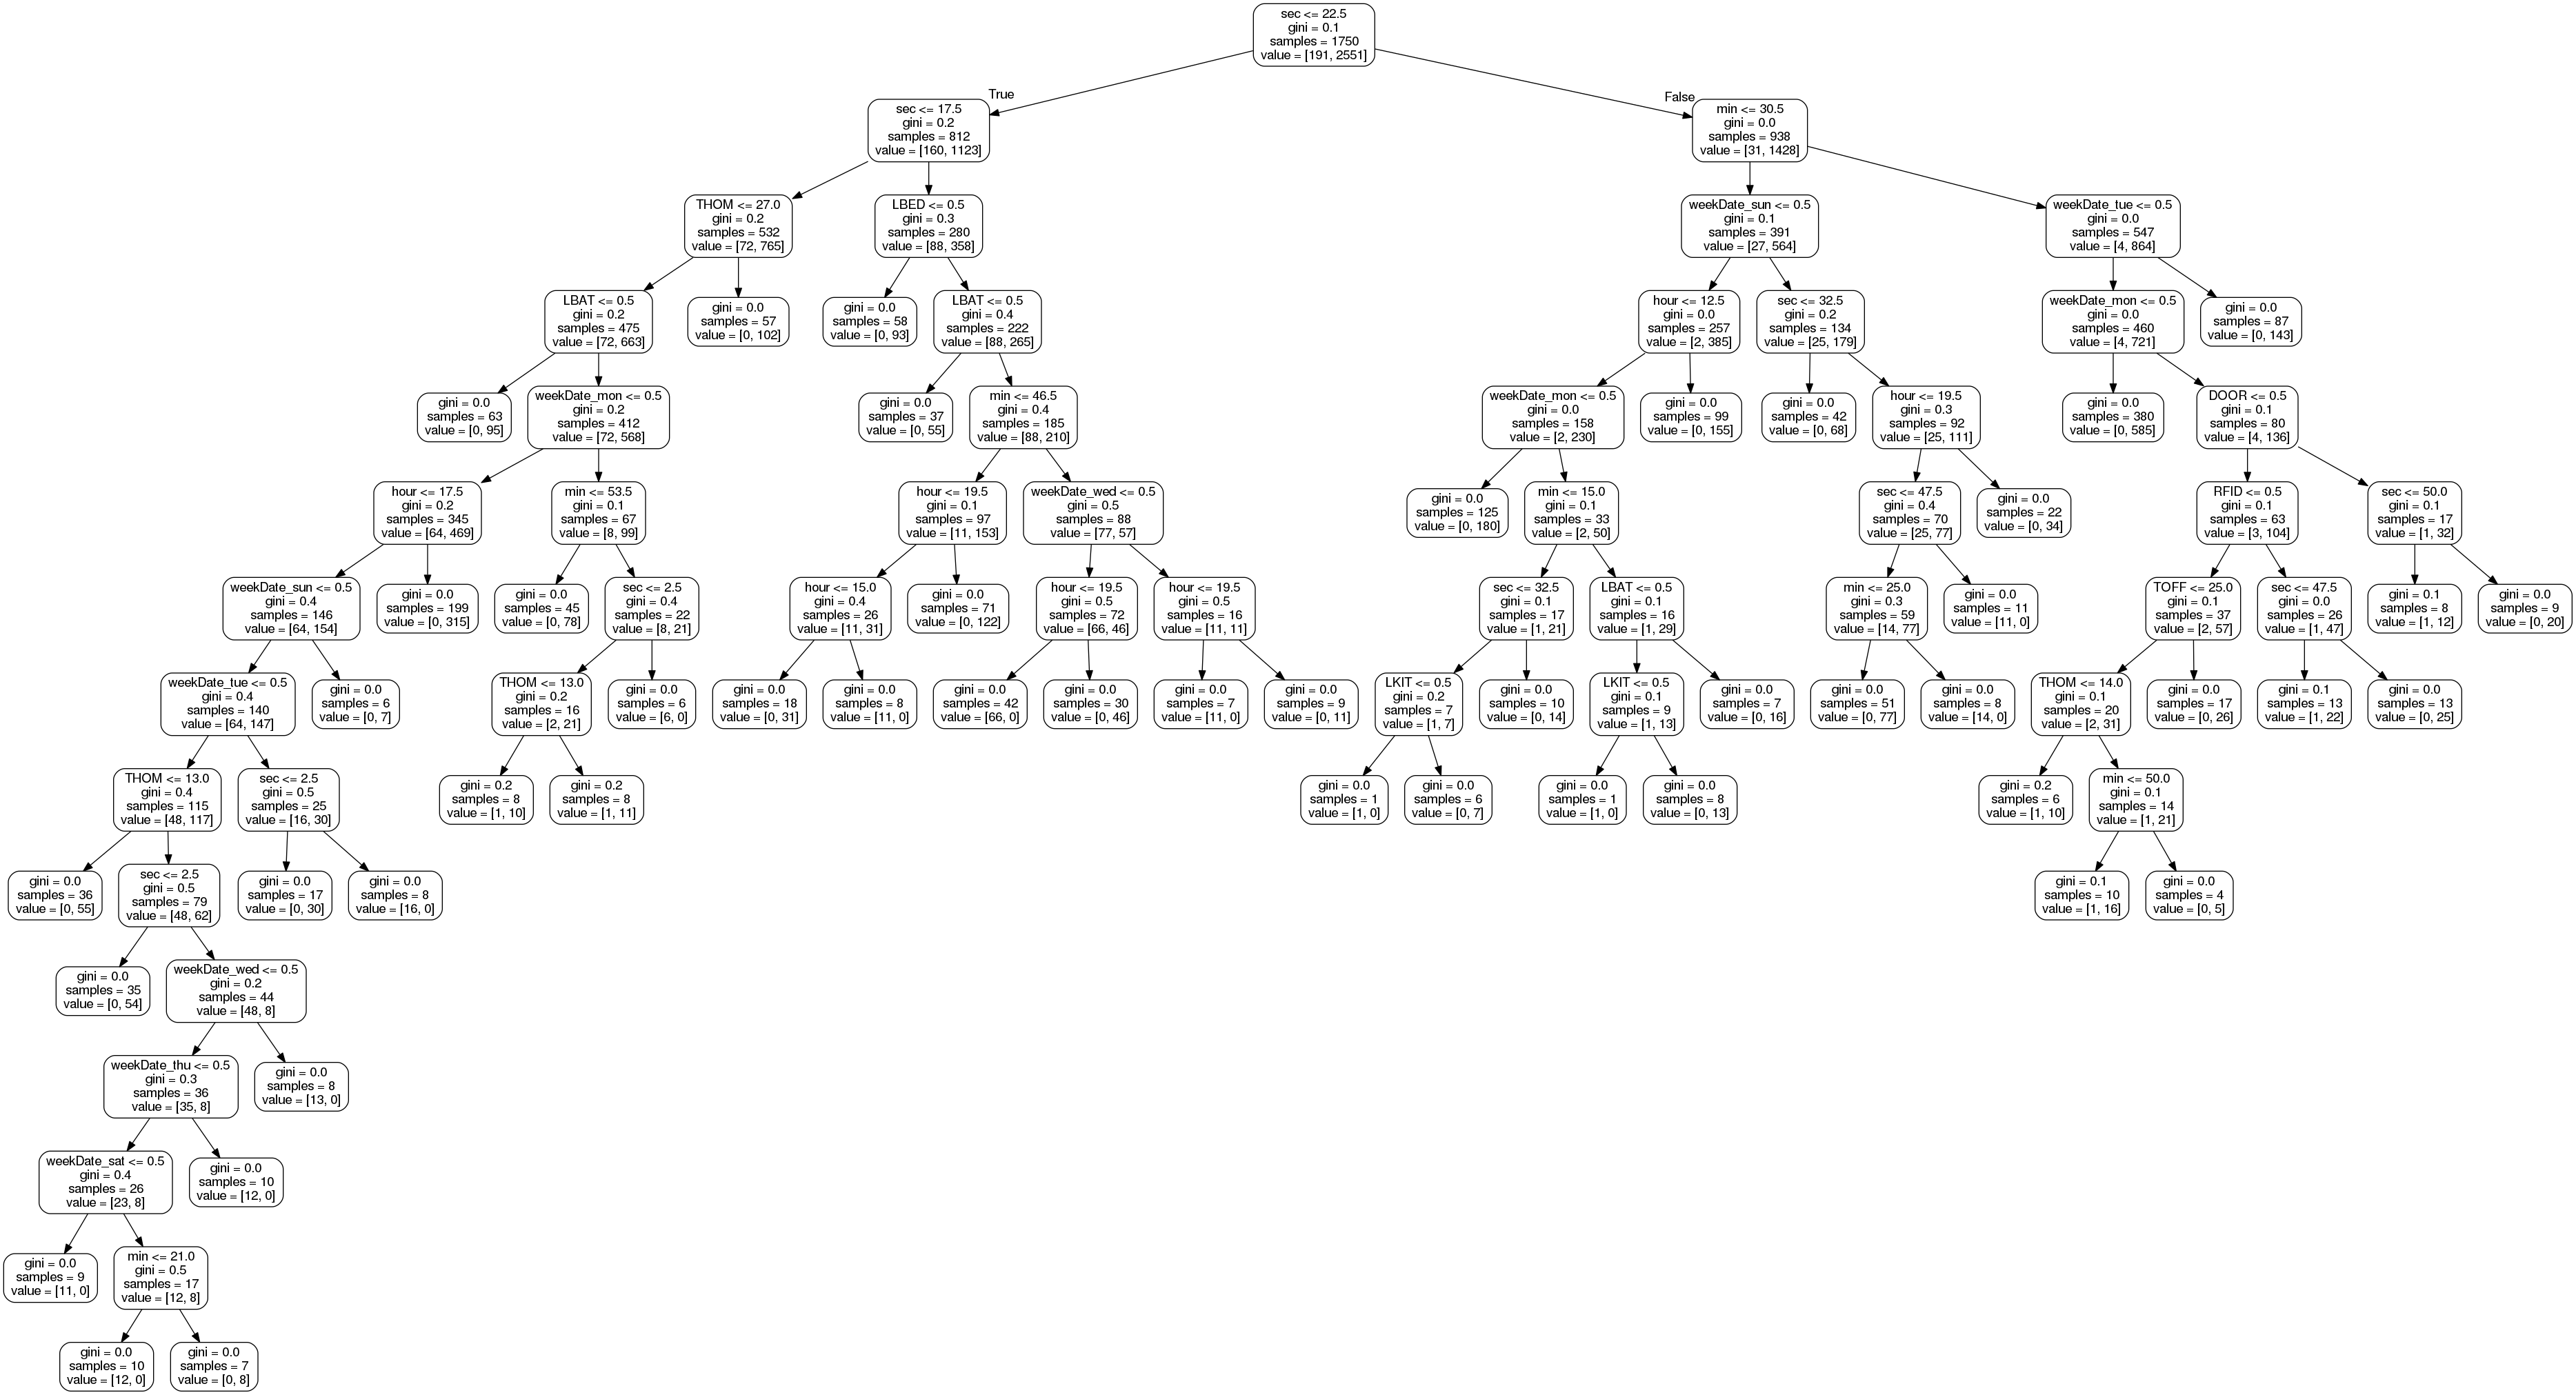 sec <= 22.5
gini = 0.1
samples = 1750
value = [191, 2551]
True
False
sec <= 17.5
gini = 0.2
samples = 812
value = [160, 1123]
min <= 30.5
gini = 0.0
samples = 938
value = [31, 1428]
THOM <= 27.0
gini = 0.2
samples = 532
value = [72, 765]
LBED <= 0.5
gini = 0.3
samples = 280
value = [88, 358]
weekDate_sun <= 0.5
gini = 0.1
samples = 391
value = [27, 564]
weekDate_tue <= 0.5
gini = 0.0
samples = 547
value = [4, 864]
LBAT <= 0.5
gini = 0.2
samples = 475
value = [72, 663]
gini = 0.0
samples = 57
value = [0, 102]
gini = 0.0
samples = 58
value = [0, 93]
LBAT <= 0.5
gini = 0.4
samples = 222
value = [88, 265]
hour <= 12.5
gini = 0.0
samples = 257
value = [2, 385]
sec <= 32.5
gini = 0.2
samples = 134
value = [25, 179]
weekDate_mon <= 0.5
gini = 0.0
samples = 460
value = [4, 721]
gini = 0.0
samples = 87
value = [0, 143]
gini = 0.0
samples = 63
value = [0, 95]
weekDate_mon <= 0.5
gini = 0.2
samples = 412
value = [72, 568]
gini = 0.0
samples = 37
value = [0, 55]
min <= 46.5
gini = 0.4
samples = 185
value = [88, 210]
weekDate_mon <= 0.5
gini = 0.0
samples = 158
value = [2, 230]
gini = 0.0
samples = 99
value = [0, 155]
gini = 0.0
samples = 42
value = [0, 68]
hour <= 19.5
gini = 0.3
samples = 92
value = [25, 111]
gini = 0.0
samples = 380
value = [0, 585]
DOOR <= 0.5
gini = 0.1
samples = 80
value = [4, 136]
hour <= 17.5
gini = 0.2
samples = 345
value = [64, 469]
min <= 53.5
gini = 0.1
samples = 67
value = [8, 99]
hour <= 19.5
gini = 0.1
samples = 97
value = [11, 153]
weekDate_wed <= 0.5
gini = 0.5
samples = 88
value = [77, 57]
gini = 0.0
samples = 125
value = [0, 180]
min <= 15.0
gini = 0.1
samples = 33
value = [2, 50]
sec <= 47.5
gini = 0.4
samples = 70
value = [25, 77]
gini = 0.0
samples = 22
value = [0, 34]
RFID <= 0.5
gini = 0.1
samples = 63
value = [3, 104]
sec <= 50.0
gini = 0.1
samples = 17
value = [1, 32]
weekDate_sun <= 0.5
gini = 0.4
samples = 146
value = [64, 154]
gini = 0.0
samples = 199
value = [0, 315]
gini = 0.0
samples = 45
value = [0, 78]
sec <= 2.5
gini = 0.4
samples = 22
value = [8, 21]
hour <= 15.0
gini = 0.4
samples = 26
value = [11, 31]
gini = 0.0
samples = 71
value = [0, 122]
hour <= 19.5
gini = 0.5
samples = 72
value = [66, 46]
hour <= 19.5
gini = 0.5
samples = 16
value = [11, 11]
sec <= 32.5
gini = 0.1
samples = 17
value = [1, 21]
LBAT <= 0.5
gini = 0.1
samples = 16
value = [1, 29]
min <= 25.0
gini = 0.3
samples = 59
value = [14, 77]
gini = 0.0
samples = 11
value = [11, 0]
TOFF <= 25.0
gini = 0.1
samples = 37
value = [2, 57]
sec <= 47.5
gini = 0.0
samples = 26
value = [1, 47]
gini = 0.1
samples = 8
value = [1, 12]
gini = 0.0
samples = 9
value = [0, 20]
weekDate_tue <= 0.5
gini = 0.4
samples = 140
value = [64, 147]
gini = 0.0
samples = 6
value = [0, 7]
THOM <= 13.0
gini = 0.2
samples = 16
value = [2, 21]
gini = 0.0
samples = 6
value = [6, 0]
gini = 0.0
samples = 18
value = [0, 31]
gini = 0.0
samples = 8
value = [11, 0]
gini = 0.0
samples = 42
value = [66, 0]
gini = 0.0
samples = 30
value = [0, 46]
gini = 0.0
samples = 7
value = [11, 0]
gini = 0.0
samples = 9
value = [0, 11]
LKIT <= 0.5
gini = 0.2
samples = 7
value = [1, 7]
gini = 0.0
samples = 10
value = [0, 14]
LKIT <= 0.5
gini = 0.1
samples = 9
value = [1, 13]
gini = 0.0
samples = 7
value = [0, 16]
gini = 0.0
samples = 51
value = [0, 77]
gini = 0.0
samples = 8
value = [14, 0]
THOM <= 14.0
gini = 0.1
samples = 20
value = [2, 31]
gini = 0.0
samples = 17
value = [0, 26]
gini = 0.1
samples = 13
value = [1, 22]
gini = 0.0
samples = 13
value = [0, 25]
THOM <= 13.0
gini = 0.4
samples = 115
value = [48, 117]
sec <= 2.5
gini = 0.5
samples = 25
value = [16, 30]
gini = 0.2
samples = 8
value = [1, 10]
gini = 0.2
samples = 8
value = [1, 11]
gini = 0.0
samples = 1
value = [1, 0]
gini = 0.0
samples = 6
value = [0, 7]
gini = 0.0
samples = 1
value = [1, 0]
gini = 0.0
samples = 8
value = [0, 13]
gini = 0.2
samples = 6
value = [1, 10]
min <= 50.0
gini = 0.1
samples = 14
value = [1, 21]
gini = 0.0
samples = 36
value = [0, 55]
sec <= 2.5
gini = 0.5
samples = 79
value = [48, 62]
gini = 0.0
samples = 17
value = [0, 30]
gini = 0.0
samples = 8
value = [16, 0]
gini = 0.1
samples = 10
value = [1, 16]
gini = 0.0
samples = 4
value = [0, 5]
gini = 0.0
samples = 35
value = [0, 54]
weekDate_wed <= 0.5
gini = 0.2
samples = 44
value = [48, 8]
weekDate_thu <= 0.5
gini = 0.3
samples = 36
value = [35, 8]
gini = 0.0
samples = 8
value = [13, 0]
weekDate_sat <= 0.5
gini = 0.4
samples = 26
value = [23, 8]
gini = 0.0
samples = 10
value = [12, 0]
gini = 0.0
samples = 9
value = [11, 0]
min <= 21.0
gini = 0.5
samples = 17
value = [12, 8]
gini = 0.0
samples = 10
value = [12, 0]
gini = 0.0
samples = 7
value = [0, 8]